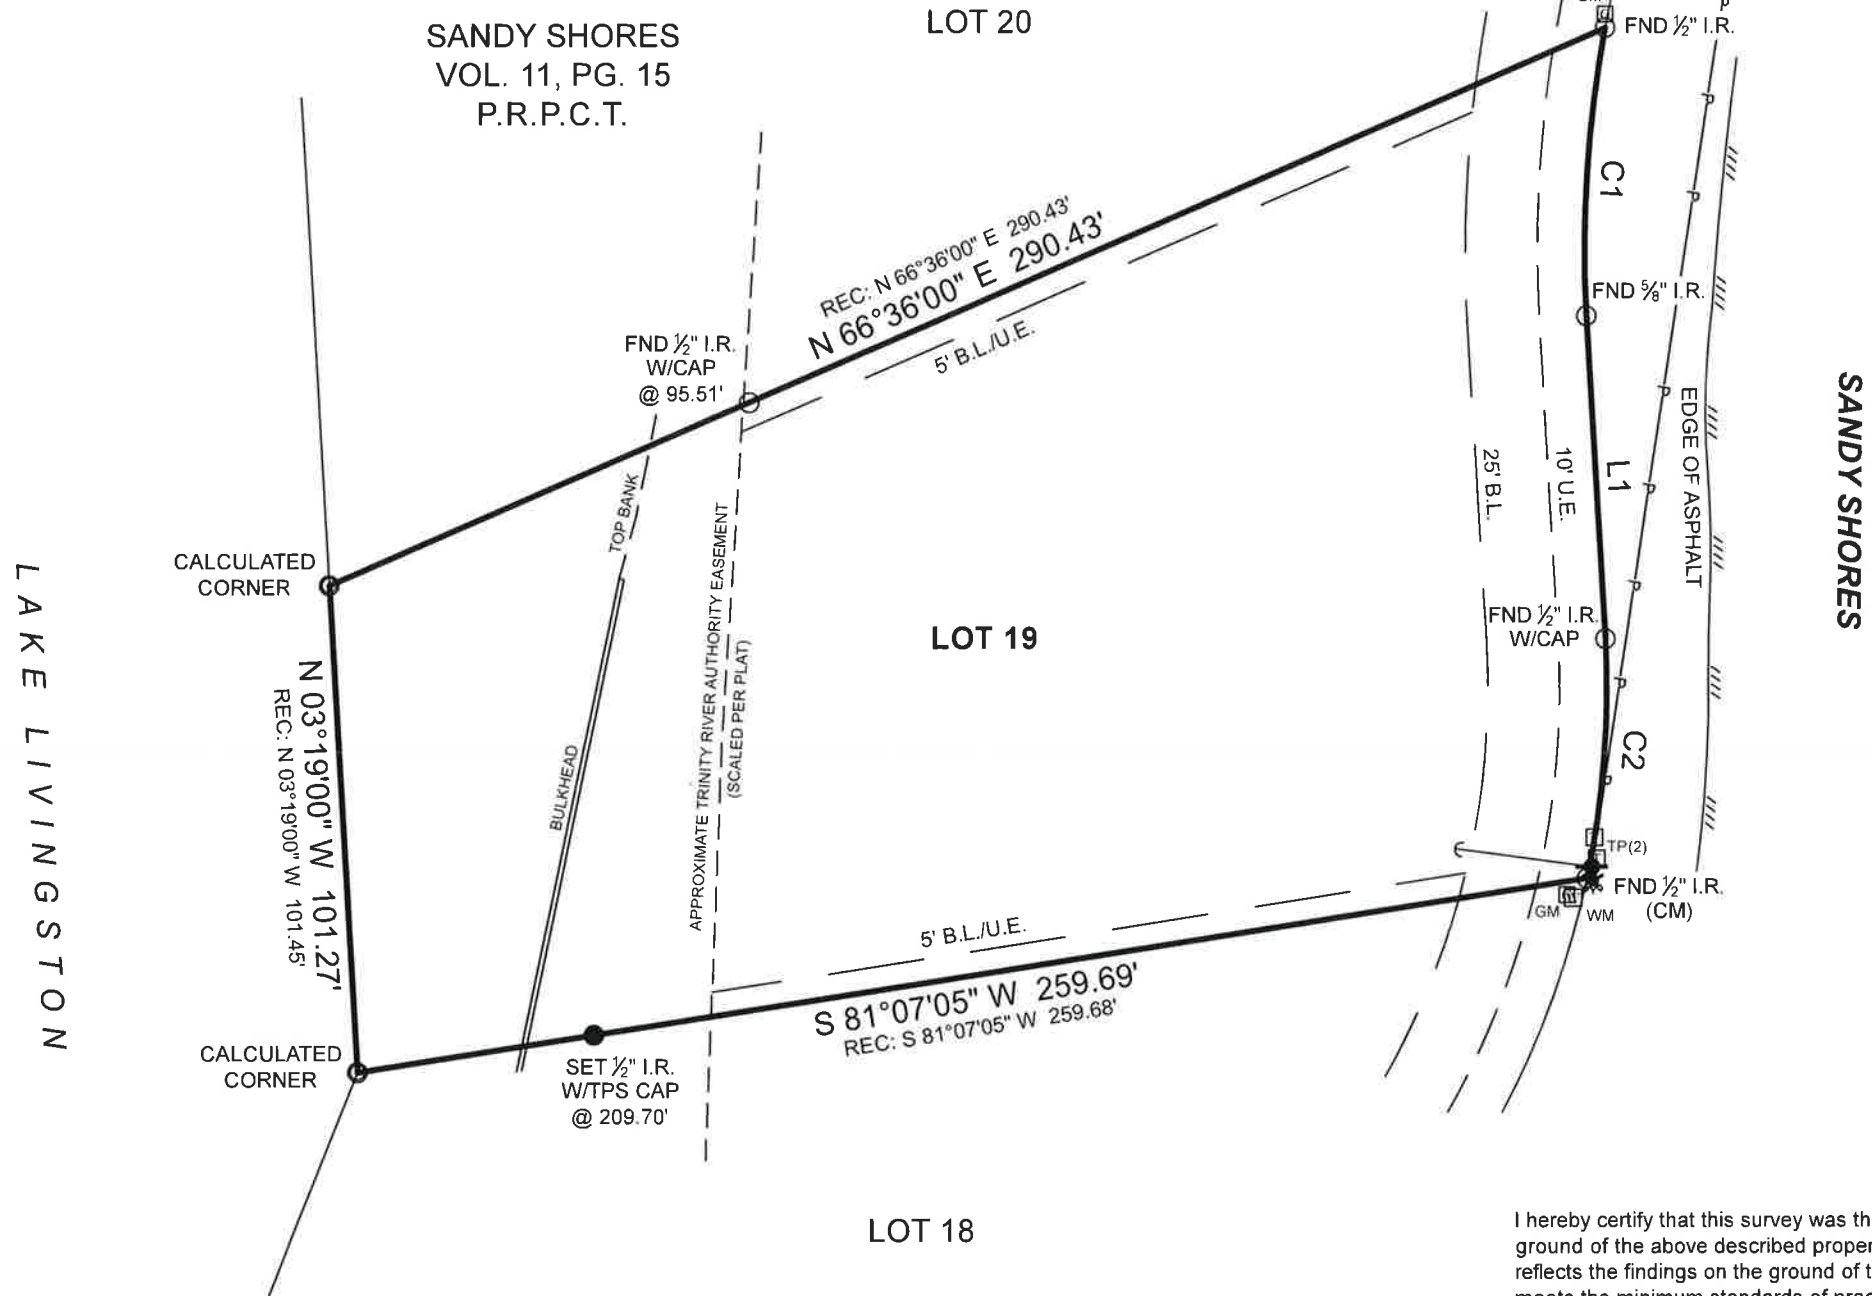 SANDY SHORES
VOL. 11, PG. 15
P.R.P.C.T.
LOT 20
FND ½" I.R.
C1
REC: N 66°36'00" E 290.43'
N 66°36'00" E 290.43'
5' B.L./U.E.
FND ⅝" I.R.
FND ½" I.R.
W/CAP
@ 95.51'
TOP BANK
APPROXIMATE TRINITY RIVER AUTHORITY EASEMENT
(SCALED PER PLAT)
25' B.L.
10' U.E.
L1
EDGE OF ASPHALT
SANDY SHORES
P
P
P
P
P
P
P
P
CALCULATED
CORNER
LAKE LIVINGSTON
N 03°19'00" W 101.27'
REC: N 03°19'00" W 101.45'
BULKHEAD
LOT 19
FND ½" I.R.
W/CAP
C2
TP(2)
FND ½" I.R.
(CM)
GM
WM
5' B.L./U.E.
S 81°07'05" W 259.69'
REC: S 81°07'05" W 259.68'
CALCULATED
CORNER
SET ½" I.R.
W/TPS CAP
@ 209.70'
LOT 18
I hereby certify that this survey was th
ground of the above described proper
reflects the findings on the ground of t
meets the minimum standards of prac